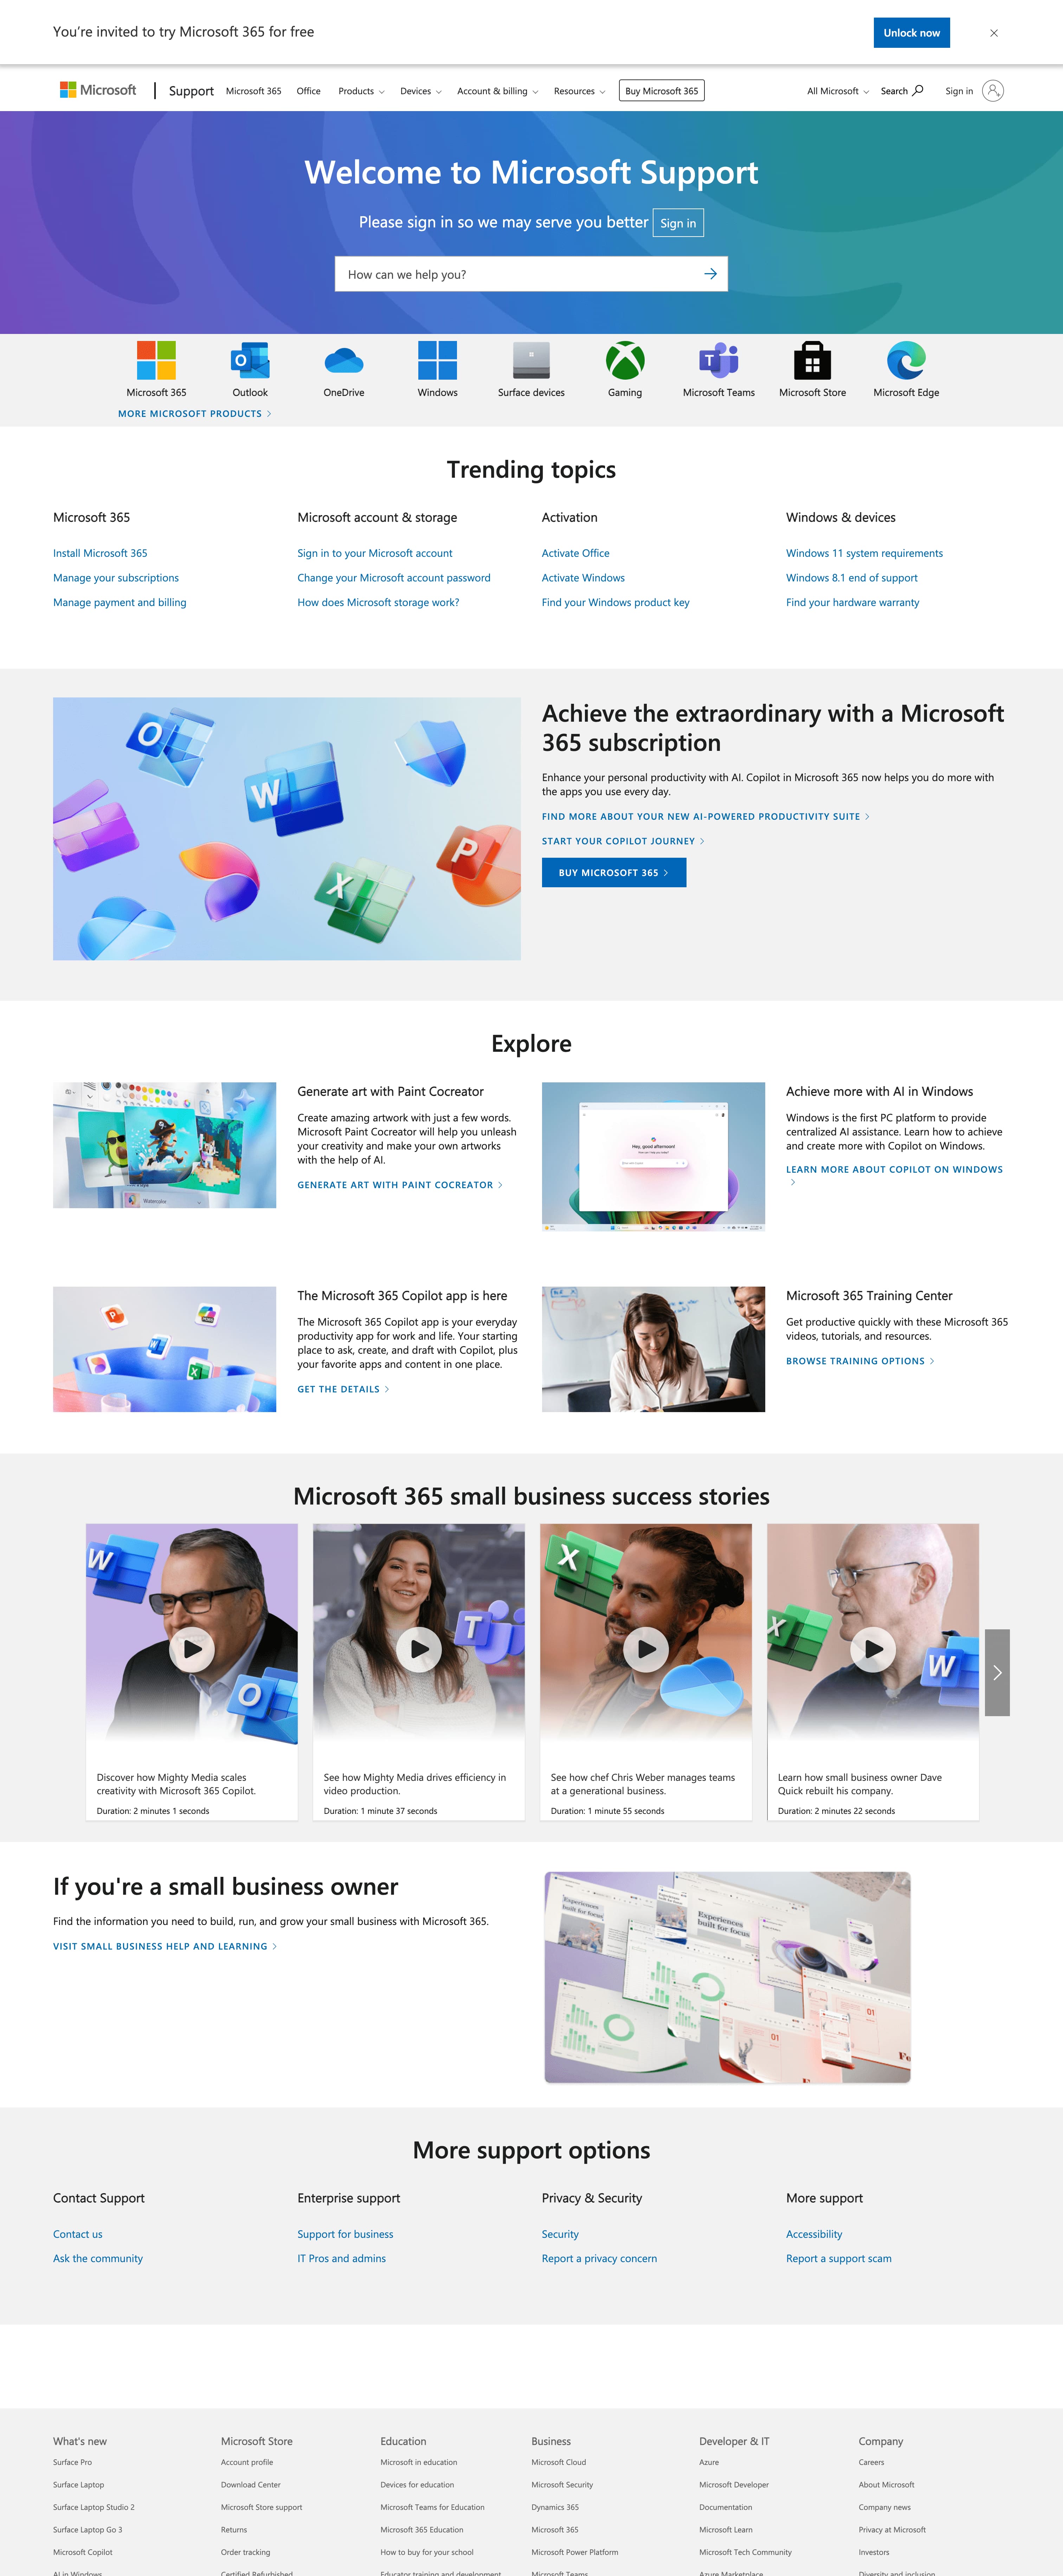 You're invited to try Microsoft 365 for free
Unlock now
Microsoft
Support
Microsoft 365
Office
Products
Devices
Account & billing
Resources
Buy Microsoft 365
All Microsoft
Search
Sign in
Welcome to Microsoft Support
Please sign in so we may serve you better
Sign in
How can we help you?
Microsoft 365
Outlook
OneDrive
Windows
Surface devices
Gaming
Microsoft Teams
Microsoft Store
Microsoft Edge
MORE MICROSOFT PRODUCTS
Trending topics
Microsoft 365
Install Microsoft 365
Manage your subscriptions
Manage payment and billing
Microsoft account & storage
Sign in to your Microsoft account
Change your Microsoft account password
How does Microsoft storage work?
Activation
Activate Office
Activate Windows
Find your Windows product key
Windows & devices
Windows 11 system requirements
Windows 8.1 end of support
Find your hardware warranty
Achieve the extraordinary with a Microsoft
365 subscription
Enhance your personal productivity with AI. Copilot in Microsoft 365 now helps you do more with
the apps you use every day.
FIND MORE ABOUT YOUR NEW AI-POWERED PRODUCTIVITY SUITE
START YOUR COPILOT JOURNEY
BUY MICROSOFT 365
Explore
Watercolor
Generate art with Paint Cocreator
Create amazing artwork with just a few words.
Microsoft Paint Cocreator will help you unleash
your creativity and make your own artworks
with the help of AI.
GENERATE ART WITH PAINT COCREATOR
Hey, good afternoon!
Achieve more with AI in Windows
Windows is the first PC platform to provide
centralized AI assistance. Learn how to achieve
and create more with Copilot on Windows.
LEARN MORE ABOUT COPILOT ON WINDOWS
The Microsoft 365 Copilot app is here
The Microsoft 365 Copilot app is your everyday
productivity app for work and life. Your starting
place to ask, create, and draft with Copilot, plus
your favorite apps and content in one place.
GET THE DETAILS
Microsoft 365 Training Center
Get productive quickly with these Microsoft 365
videos, tutorials, and resources.
BROWSE TRAINING OPTIONS
Microsoft 365 small business success stories
Discover how Mighty Media scales
creativity with Microsoft 365 Copilot.
Duration: 2 minutes 1 seconds
See how Mighty Media drives efficiency in
video production.
Duration: 1 minute 37 seconds
See how chef Chris Weber manages teams
at a generational business.
Duration: 1 minute 55 seconds
Learn how small business owner Dave
Quick rebuilt his company.
Duration: 2 minutes 22 seconds
If you're a small business owner
Find the information you need to build, run, and grow your small business with Microsoft 365.
VISIT SMALL BUSINESS HELP AND LEARNING
Experiences
built for focus
Experiences
built for focus
01
01
More support options
Contact Support
Contact us
Ask the community
Enterprise support
Support for business
IT Pros and admins
Privacy & Security
Security
Report a privacy concern
More support
Accessibility
Report a support scam
What's new
Surface Pro
Surface Laptop
Surface Laptop Studio 2
Surface Laptop Go 3
Microsoft Copilot
AI in Windows
Microsoft Store
Account profile
Download Center
Microsoft Store support
Returns
Order tracking
Certified Refurbished
Education
Microsoft in education
Devices for education
Microsoft Teams for Education
Microsoft 365 Education
How to buy for your school
Educator training and development
Business
Microsoft Cloud
Microsoft Security
Dynamics 365
Microsoft 365
Microsoft Power Platform
Microsoft Teams
Developer & IT
Azure
Microsoft Developer
Documentation
Microsoft Learn
Microsoft Tech Community
Azure Marketplace
Company
Careers
About Microsoft
Company news
Privacy at Microsoft
Investors
Diversity and inclusion